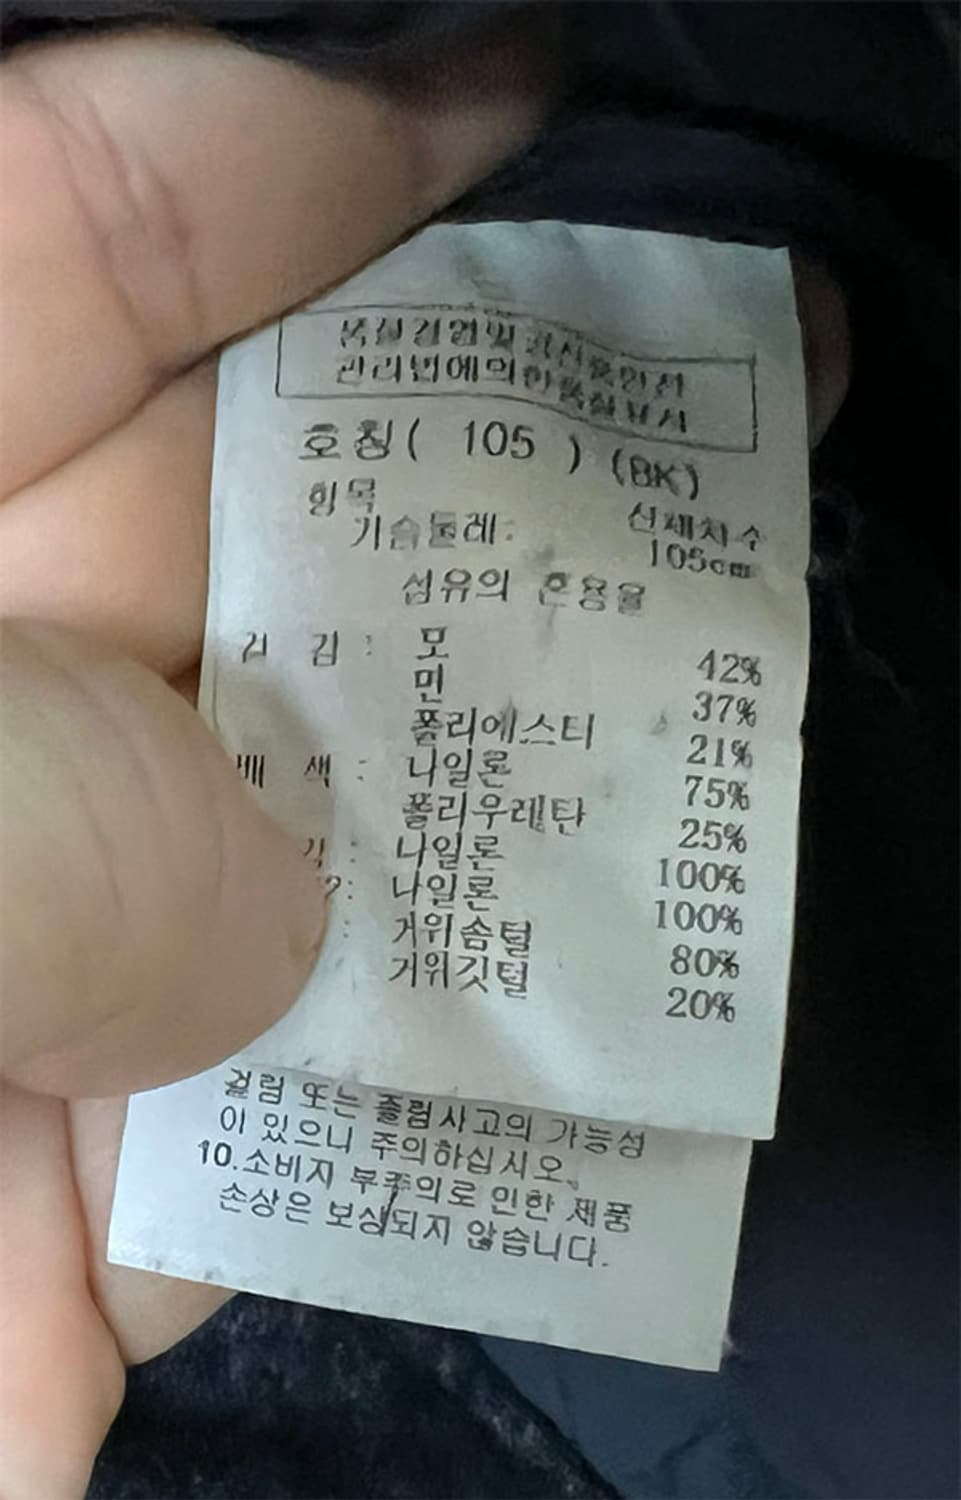 품질경영및공산품안전
관리법에의한품질표시
호칭( 105 ) (BK)
항목
신체치수
가슴둘레:
105cm
섬유의 혼용율
겉 감 : 모 42%
면 37%
폴리에스터 21%
배 색 : 나일론 75%
폴리우레탄 25%
: 나일론 100%
2: 나일론 100%
: 거위솜털 80%
거위깃털 20%
걸림 또는 졸림사고의 가능성
이 있으니 주의하십시오.
10.소비자 부주의로 인한 제품
손상은 보상되지 않습니다.